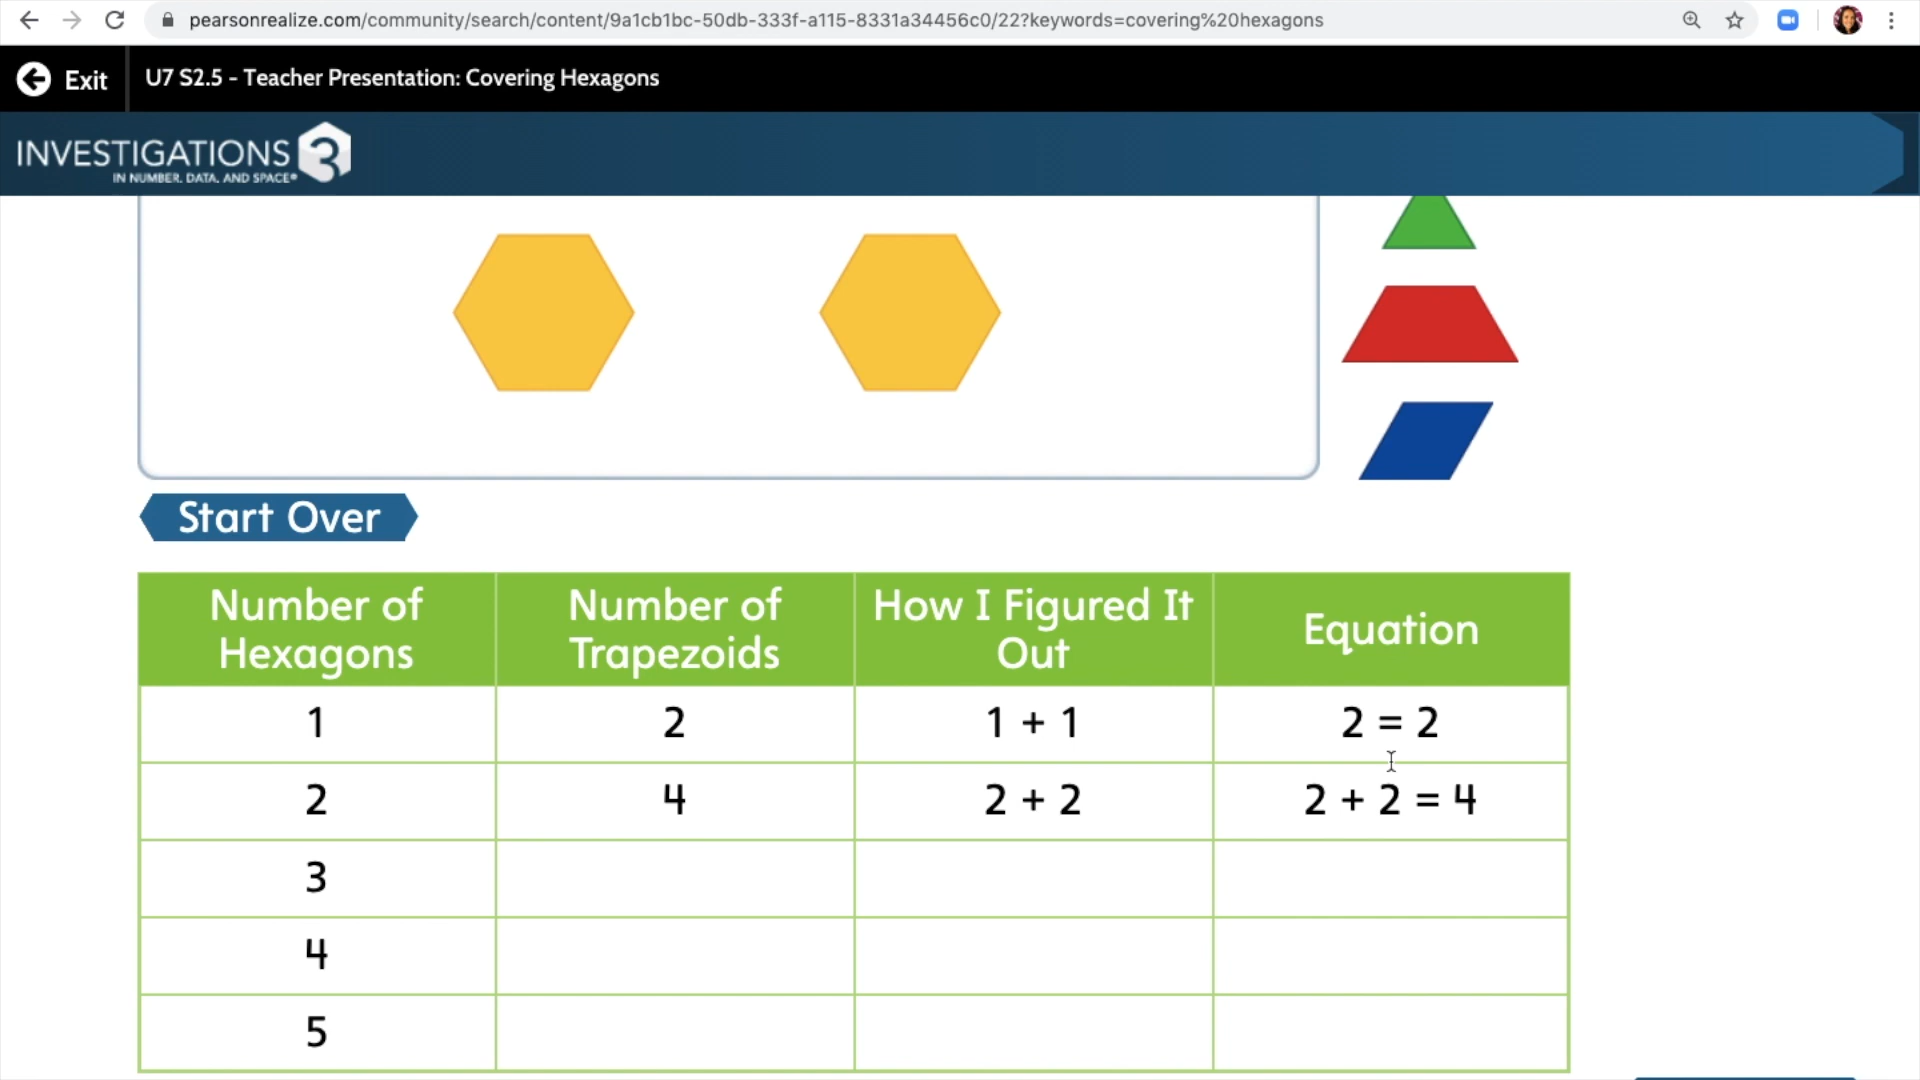 pearsonrealize.com/community/search/content/9a1cb1bc-50db-333f-a115-8331a34456c0/22?keywords=covering%20hexagons
Exit
U7 S2.5 - Teacher Presentation: Covering Hexagons
INVESTIGATIONS 3
IN NUMBER, DATA, AND SPACE®
Start Over
Number of Hexagons Number of Trapezoids How I Figured It Out Equation
1 2 1 + 1 2 = 2
2 4 2 + 2 2 + 2 = 4
3
4
5